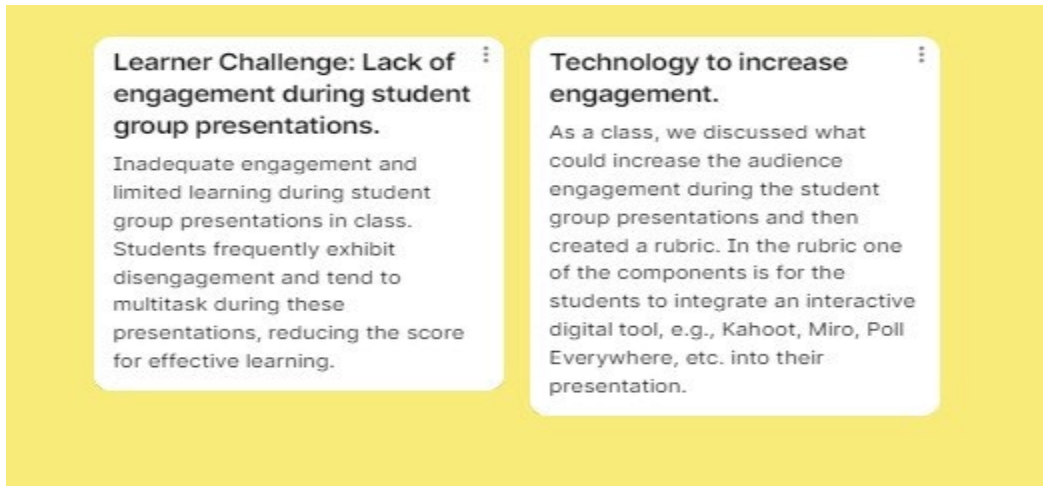 Learner Challenge: Lack of
engagement during student
group presentations.
Inadequate engagement and
limited learning during student
group presentations in class.
Students frequently exhibit
disengagement and tend to
multitask during these
presentations, reducing the score
for effective learning.
Technology to increase
engagement.
As a class, we discussed what
could increase the audience
engagement during the student
group presentations and then
created a rubric. In the rubric one
of the components is for the
students to integrate an interactive
digital tool, e.g., Kahoot, Miro, Poll
Everywhere, etc. into their
presentation.